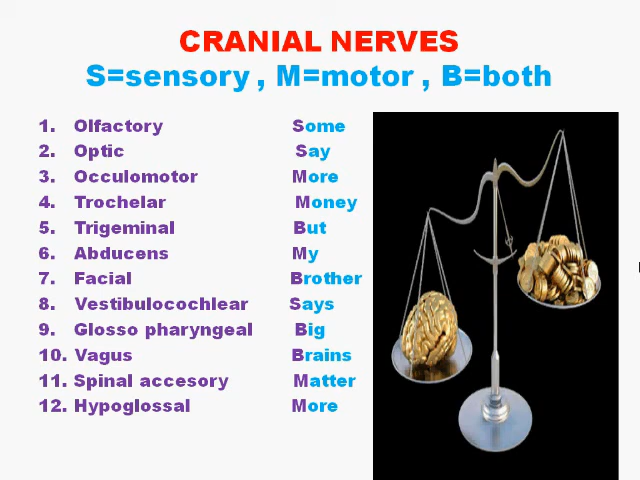 CRANIAL NERVES
S=sensory , M=motor , B=both
1. Olfactory Some
2. Optic Say
3. Occulomotor More
4. Trochelar Money
5. Trigeminal But
6. Abducens My
7. Facial Brother
8. Vestibulocochlear Says
9. Glosso pharyngeal Big
10. Vagus Brains
11. Spinal accesory Matter
12. Hypoglossal More